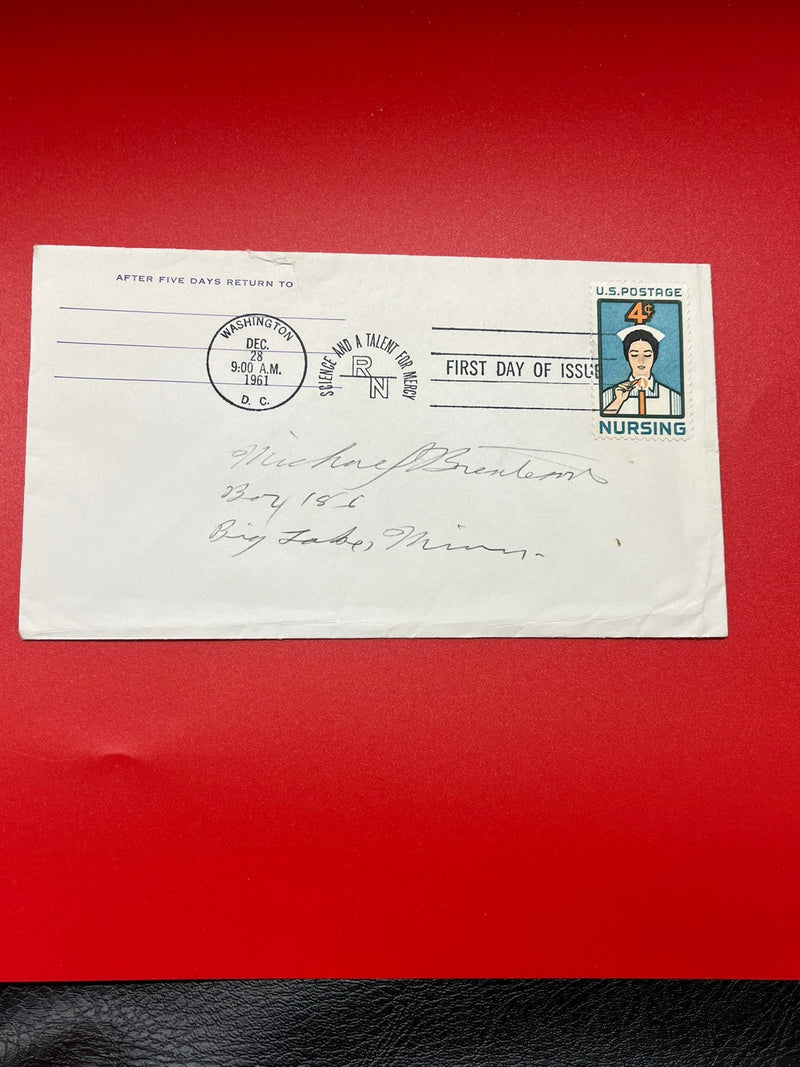 AFTER FIVE DAYS RETURN TO
WASHINGTON
DEC.
28
9:00 A.M.
1961
D. C.
SCIENCE AND A TALENT FOR MERCY
RN
FIRST DAY OF ISSUE
U.S. POSTAGE
4¢
NURSING
Michael
Box
Big Lake, Minn.